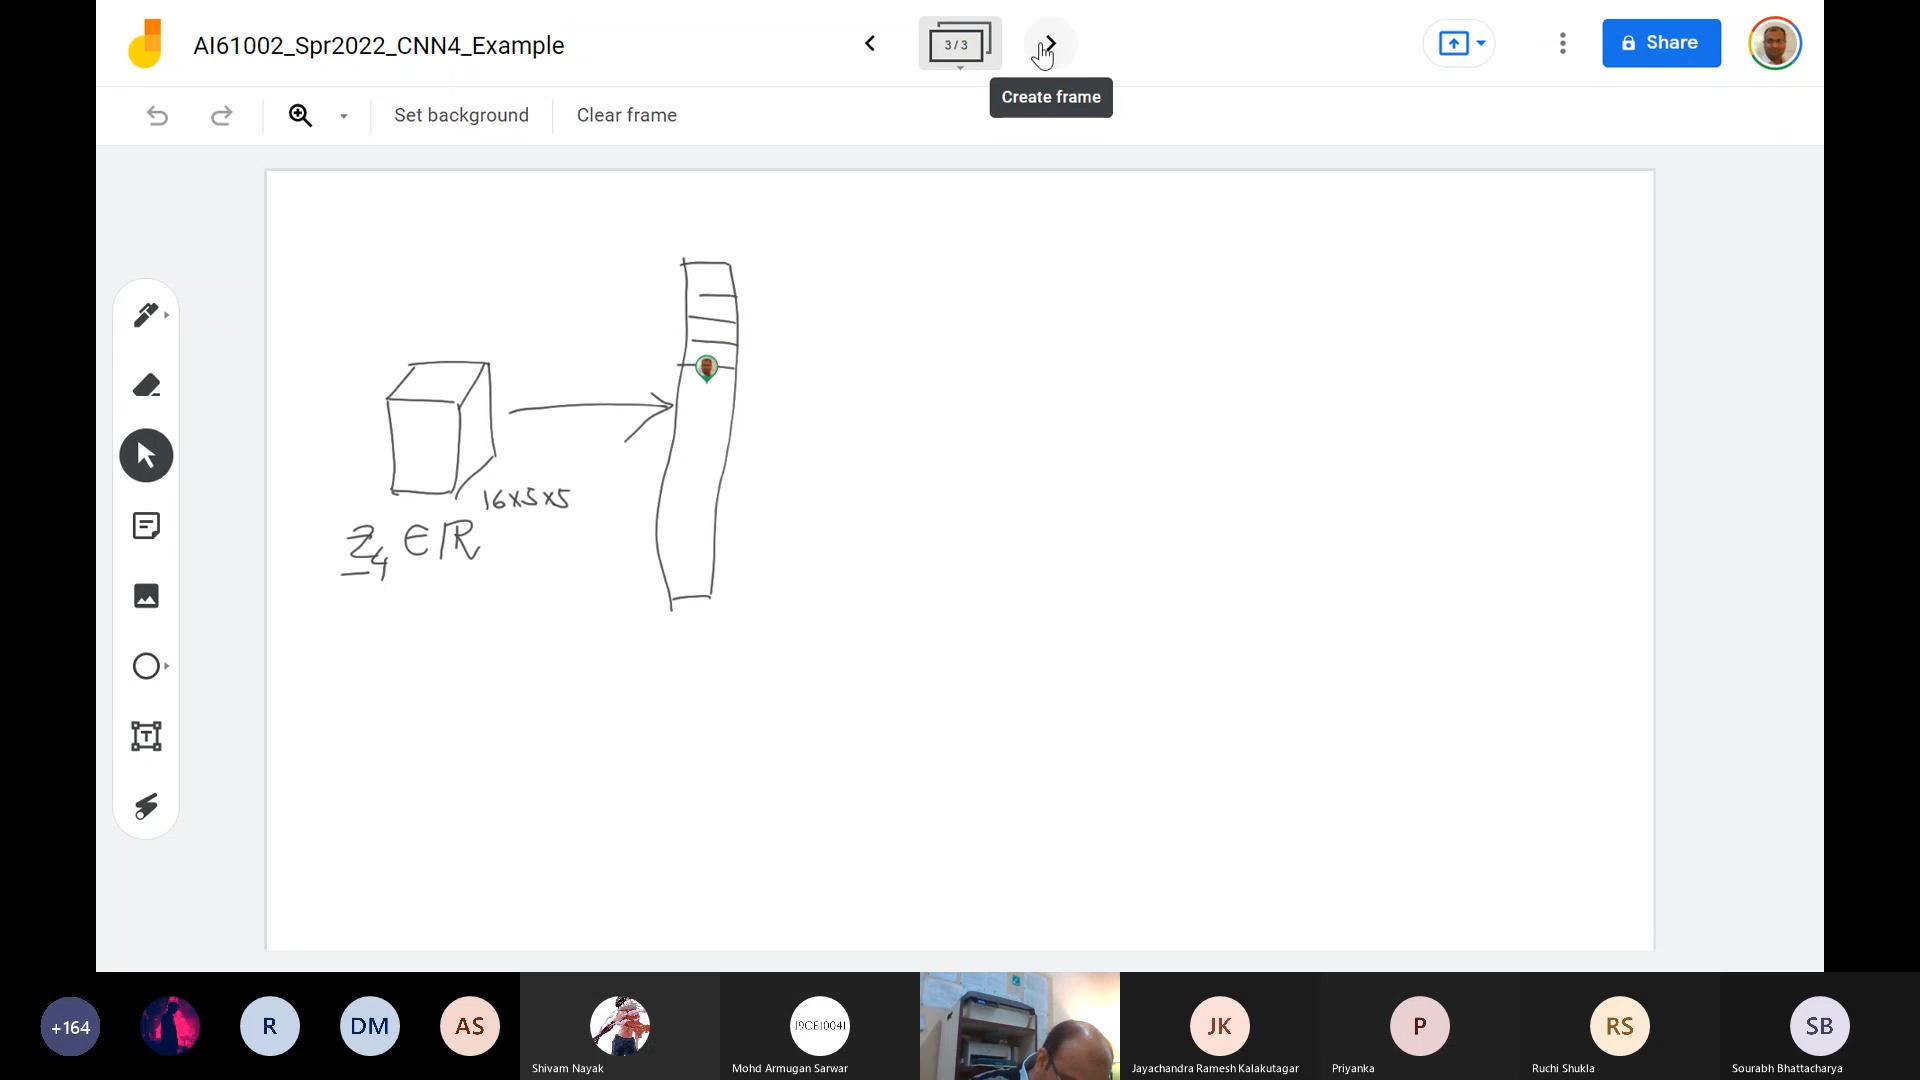 AI61002_Spr2022_CNN4_Example
3/3
Share
Create frame
Set background
Clear frame
16x5x5
Z4 ∈ ℝ
+164
R
DM
AS
Shivam Nayak
19CE10041
Mohd Armugan Sarwar
JK
Jayachandra Ramesh Kalakutagar
P
Priyanka
RS
Ruchi Shukla
SB
Sourabh Bhattacharya